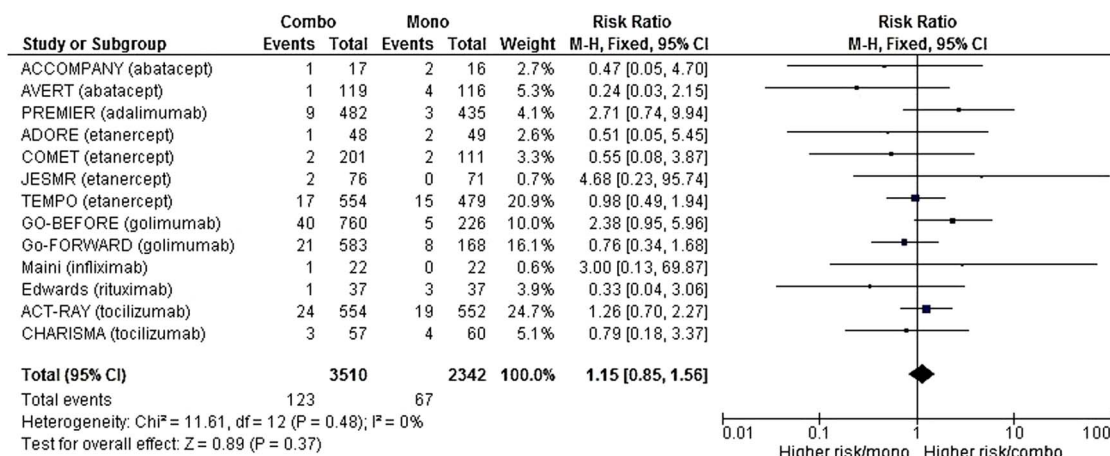 Combo Mono Risk Ratio Risk Ratio
Study or Subgroup Events Total Events Total Weight M-H, Fixed, 95% CI M-H, Fixed, 95% CI
ACCOMPANY (abatacept) 1 17 2 16 2.7% 0.47 [0.05, 4.70]
AVERT (abatacept) 1 119 4 116 5.3% 0.24 [0.03, 2.15]
PREMIER (adalimumab) 9 482 3 435 4.1% 2.71 [0.74, 9.94]
ADORE (etanercept) 1 48 2 49 2.6% 0.51 [0.05, 5.45]
COMET (etanercept) 2 201 2 111 3.3% 0.55 [0.08, 3.87]
JESMR (etanercept) 2 76 0 71 0.7% 4.68 [0.23, 95.74]
TEMPO (etanercept) 17 554 15 479 20.9% 0.98 [0.49, 1.94]
GO-BEFORE (golimumab) 40 760 5 226 10.0% 2.38 [0.95, 5.96]
Go-FORWARD (golimumab) 21 583 8 168 16.1% 0.76 [0.34, 1.68]
Maini (infliximab) 1 22 0 22 0.6% 3.00 [0.13, 69.87]
Edwards (rituximab) 1 37 3 37 3.9% 0.33 [0.04, 3.06]
ACT-RAY (tocilizumab) 24 554 19 552 24.7% 1.26 [0.70, 2.27]
CHARISMA (tocilizumab) 3 57 4 60 5.1% 0.79 [0.18, 3.37]
Total (95% CI) 3510 2342 100.0% 1.15 [0.85, 1.56]
Total events 123 67
Heterogeneity: Chi² = 11.61, df = 12 (P = 0.48); I² = 0%
Test for overall effect: Z = 0.89 (P = 0.37)
0.01 0.1 1 10 100
Higher risk/mono Higher risk/combo